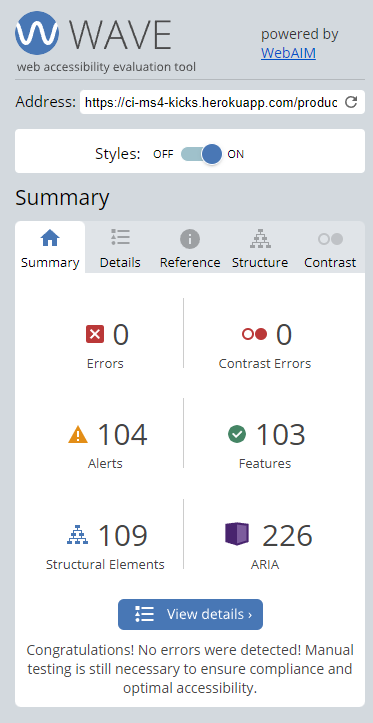 WAVE
web accessibility evaluation tool
powered by
WebAIM
Address: https://ci-ms4-kicks.herokuapp.com/produc
Styles: OFF ON
Summary
Summary Details Reference Structure Contrast
0 0
Errors Contrast Errors
104 103
Alerts Features
109 226
Structural Elements ARIA
View details ›
Congratulations! No errors were detected! Manual
testing is still necessary to ensure compliance and
optimal accessibility.